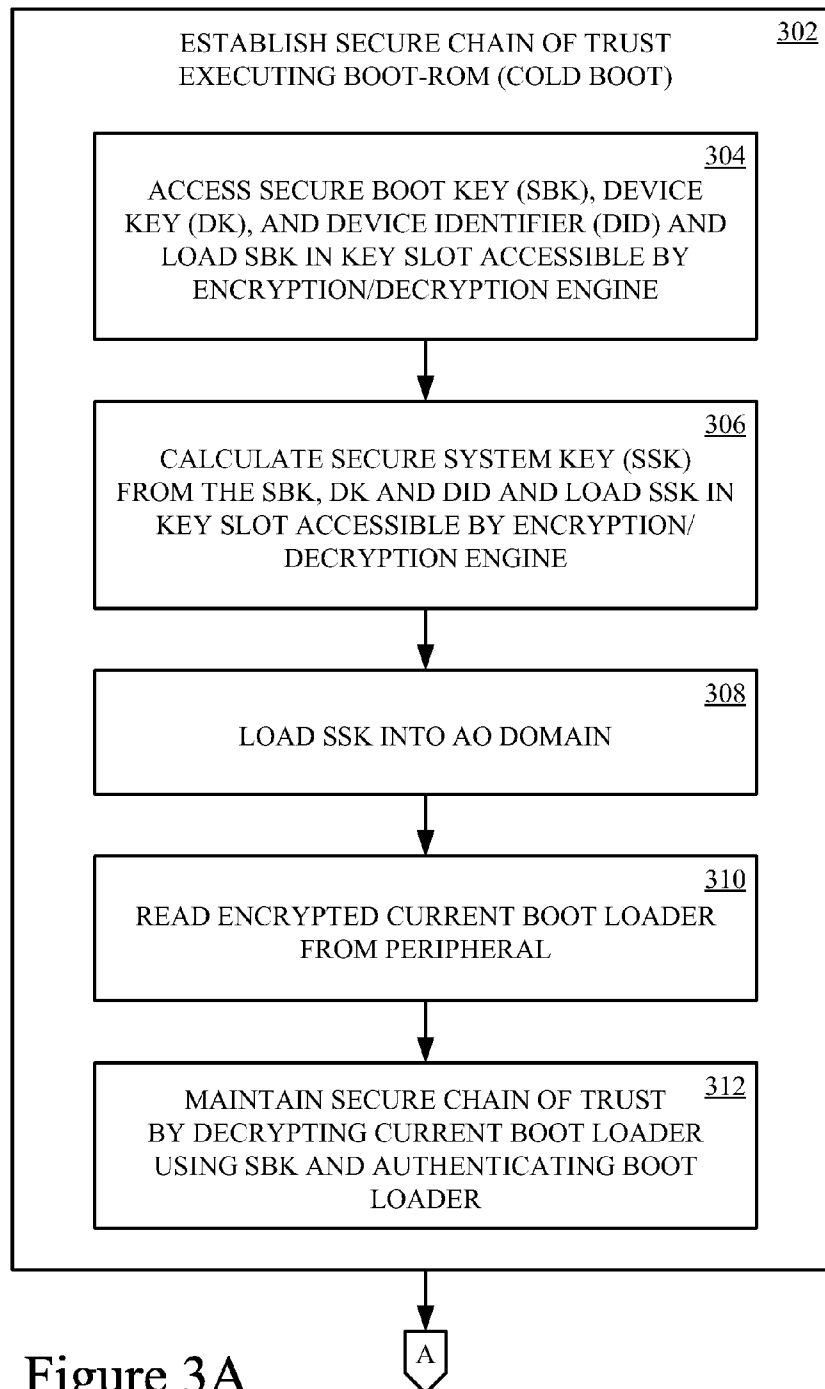 302
ESTABLISH SECURE CHAIN OF TRUST
EXECUTING BOOT-ROM (COLD BOOT)
304
ACCESS SECURE BOOT KEY (SBK), DEVICE
KEY (DK), AND DEVICE IDENTIFIER (DID) AND
LOAD SBK IN KEY SLOT ACCESSIBLE BY
ENCRYPTION/DECRYPTION ENGINE
306
CALCULATE SECURE SYSTEM KEY (SSK)
FROM THE SBK, DK AND DID AND LOAD SSK IN
KEY SLOT ACCESSIBLE BY ENCRYPTION/
DECRYPTION ENGINE
308
LOAD SSK INTO AO DOMAIN
310
READ ENCRYPTED CURRENT BOOT LOADER
FROM PERIPHERAL
312
MAINTAIN SECURE CHAIN OF TRUST
BY DECRYPTING CURRENT BOOT LOADER
USING SBK AND AUTHENTICATING BOOT
LOADER
A
Figure 3A